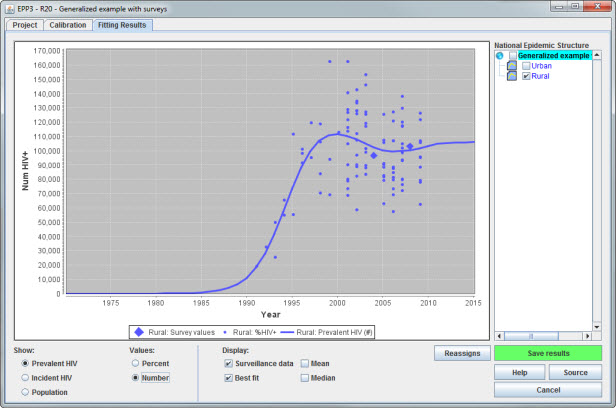 EPP3 - R20 - Generalized example with surveys
Project Calibration Fitting Results
170,000
160,000
150,000
140,000
130,000
120,000
110,000
100,000
90,000
80,000
70,000
60,000
50,000
40,000
30,000
20,000
10,000
0
Num HIV+
1975 1980 1985 1990 1995 2000 2005 2010 2015
Year
Rural: Survey values Rural: %HIV+ Rural: Prevalent HIV (#)
National Epidemic Structure
Generalized example
Urban
Rural
Show:
Prevalent HIV
Incident HIV
Population
Values:
Percent
Number
Display:
Surveillance data Mean
Best fit Median
Reassigns
Save results
Help Source
Cancel